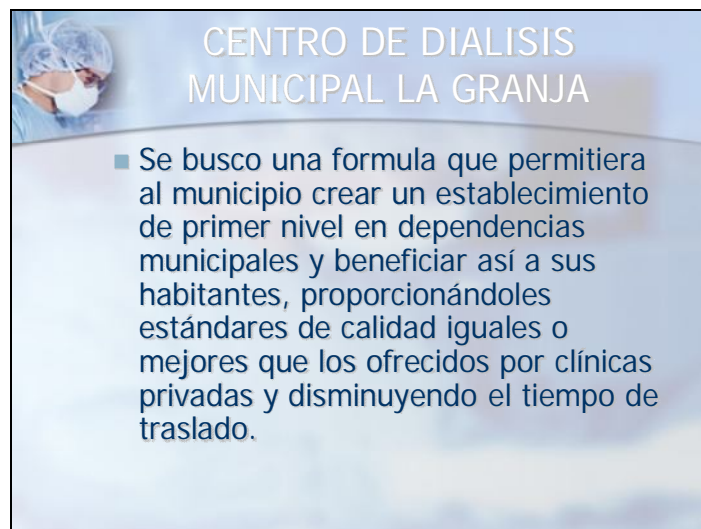 CENTRO DE DIALISIS
MUNICIPAL LA GRANJA
Se busco una formula que permitiera
al municipio crear un establecimiento
de primer nivel en dependencias
municipales y beneficiar así a sus
habitantes, proporcionándoles
estándares de calidad iguales o
mejores que los ofrecidos por clínicas
privadas y disminuyendo el tiempo de
traslado.